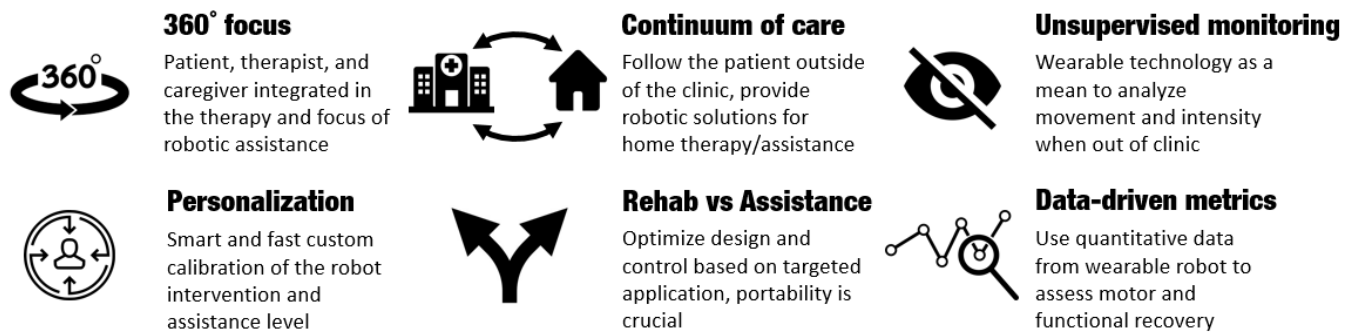 360° focus
Patient, therapist, and
caregiver integrated in
the therapy and focus of
robotic assistance
360°
Continuum of care
Follow the patient outside
of the clinic, provide
robotic solutions for
home therapy/assistance
Unsupervised monitoring
Wearable technology as a
mean to analyze
movement and intensity
when out of clinic
Personalization
Smart and fast custom
calibration of the robot
intervention and
assistance level
Rehab vs Assistance
Optimize design and
control based on targeted
application, portability is
crucial
Data-driven metrics
Use quantitative data
from wearable robot to
assess motor and
functional recovery